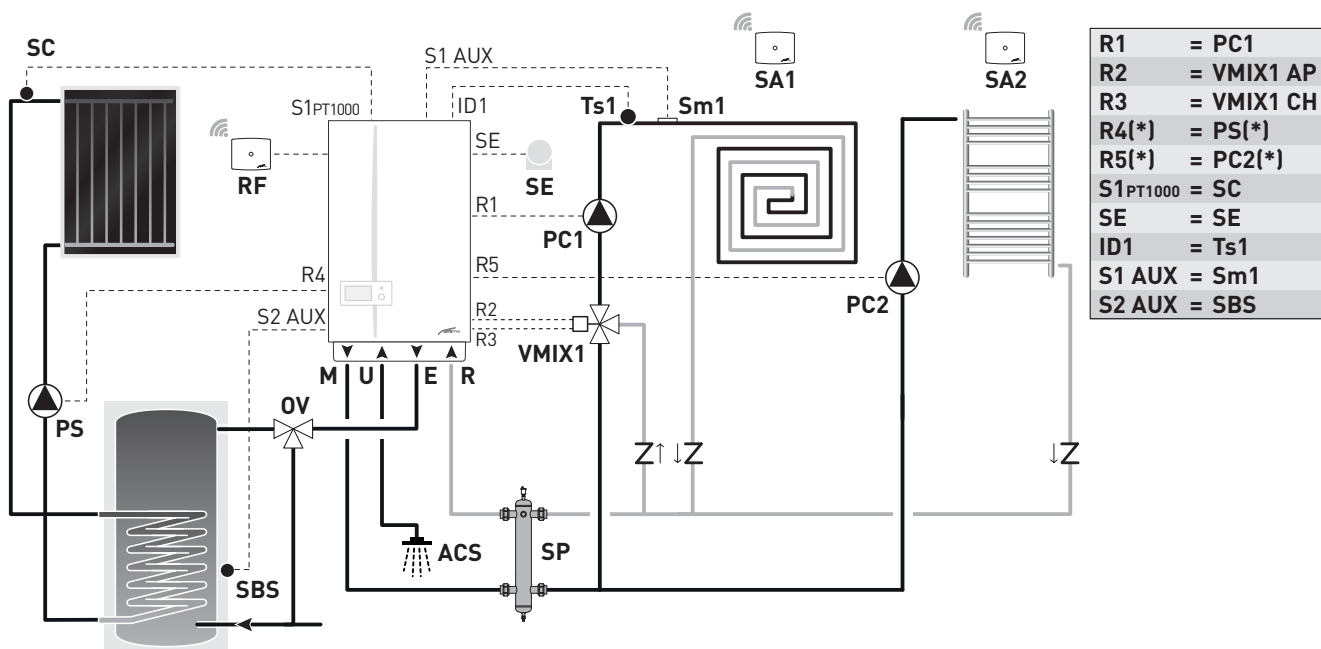 SC
S1PT1000
S1 AUX
ID1
Ts1
Sm1
SA1
SA2
RF
SE
SE
R1
PC1
R5
PC2
R4
S2 AUX
R2
R3
VMIX1
M U E R
PS
OV
ACS
SP
SBS
R1 = PC1
R2 = VMIX1 AP
R3 = VMIX1 CH
R4(*) = PS(*)
R5(*) = PC2(*)
S1PT1000 = SC
SE = SE
ID1 = Ts1
S1 AUX = Sm1
S2 AUX = SBS